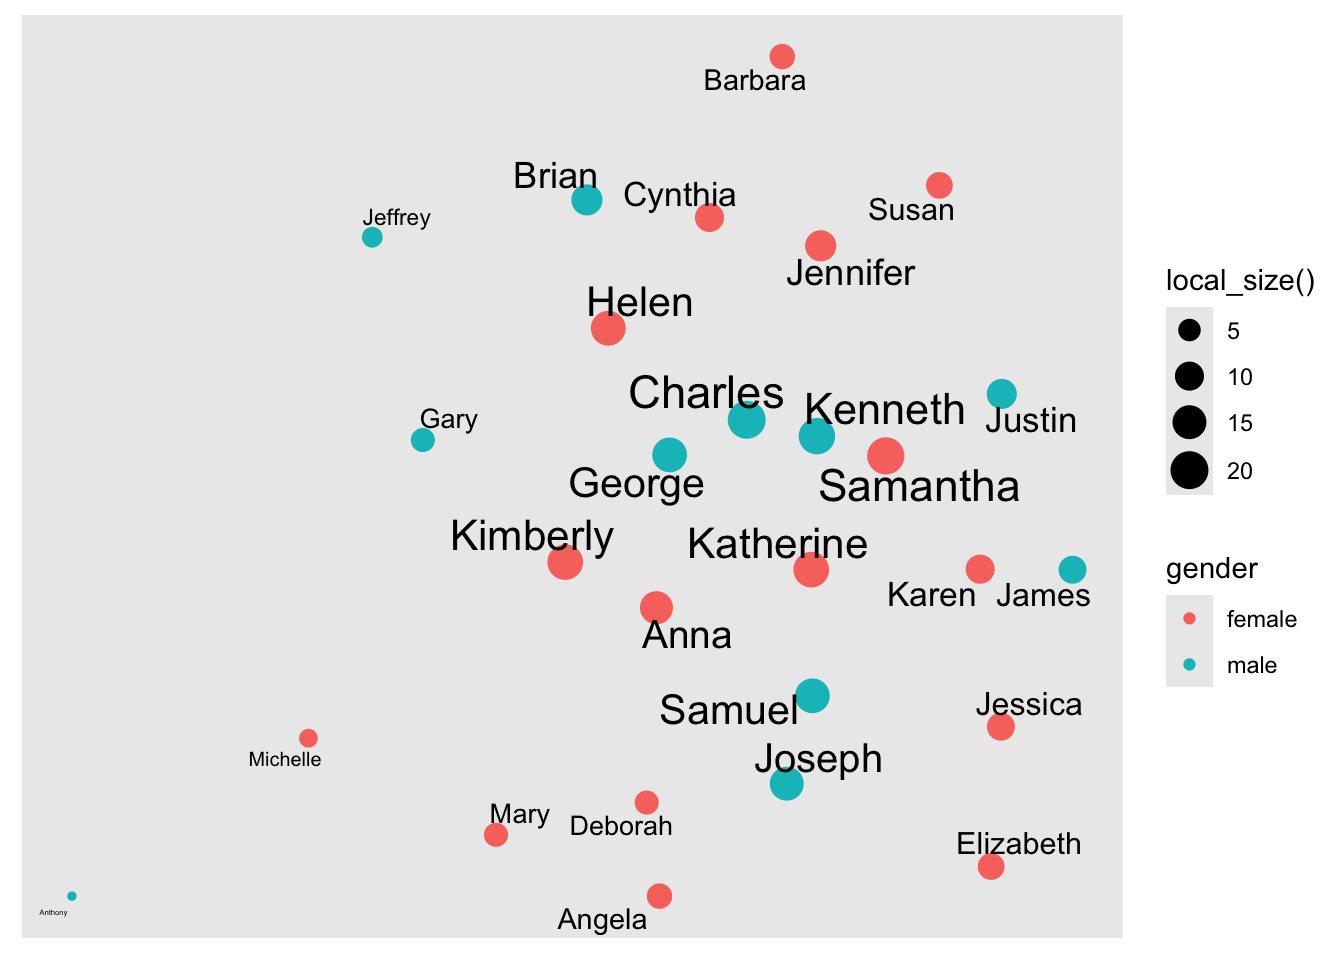 Barbara
Brian
Cynthia
Susan
Jeffrey
Jennifer
Helen
Charles
Kenneth
Justin
Gary
George
Samantha
Kimberly
Katherine
Karen
James
Anna
Samuel
Jessica
Joseph
Michelle
Mary
Deborah
Elizabeth
Anthony
Angela
local_size()
5
10
15
20
gender
female
male